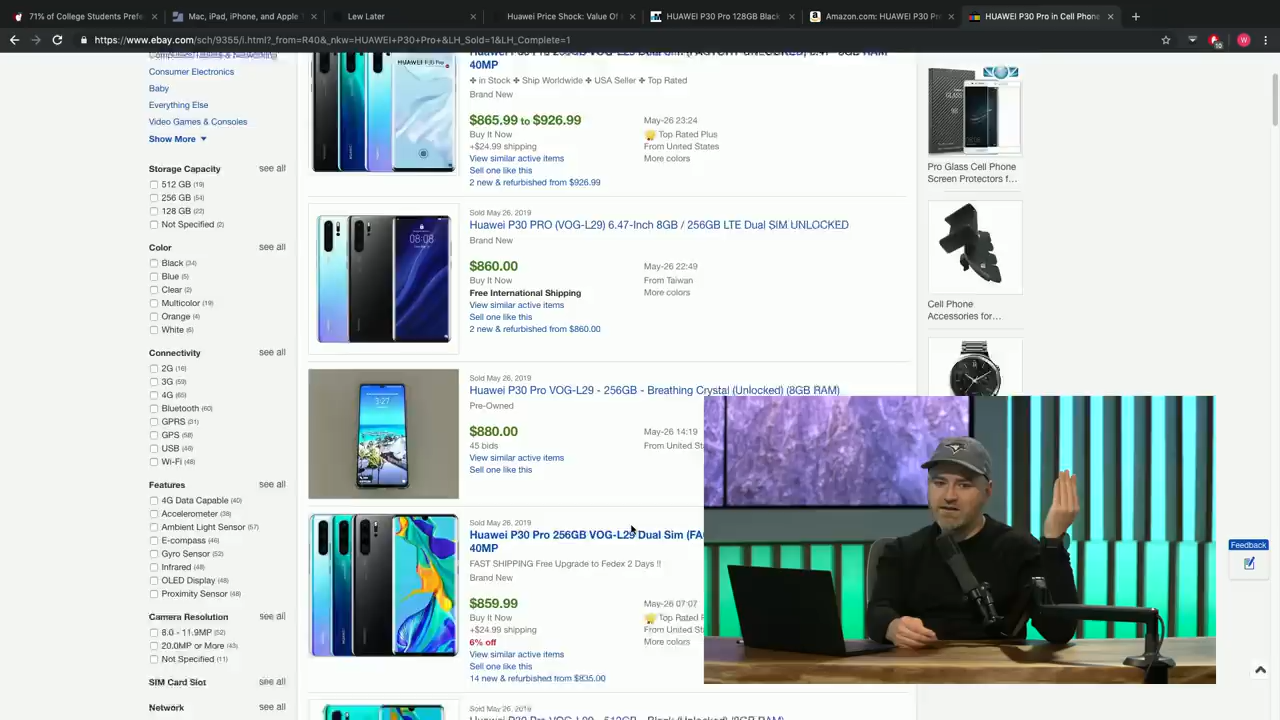 71% of College Students Prefe
Mac, iPad, iPhone, and Apple
Lew Later
Huawei Price Shock: Value Of
HUAWEI P30 Pro 128GB Black
Amazon.com: HUAWEI P30 Pro
HUAWEI P30 Pro in Cell Phone
https://www.ebay.com/sch/9355/i.html?_from=R40&_nkw=HUAWEI+P30+Pro+&LH_Sold=1&LH_Complete=1
Consumer Electronics
Baby
Everything Else
Video Games & Consoles
Show More
Storage Capacity see all
512 GB (19)
256 GB (54)
128 GB (22)
Not Specified (2)
Color see all
Black (34)
Blue (5)
Clear (2)
Multicolor (19)
Orange (4)
White (6)
Connectivity see all
2G (16)
3G (59)
4G (65)
Bluetooth (60)
GPRS (31)
GPS (58)
USB (48)
Wi-Fi (48)
Features see all
4G Data Capable (40)
Accelerometer (38)
Ambient Light Sensor (57)
E-compass (46)
Gyro Sensor (52)
Infrared (48)
OLED Display (48)
Proximity Sensor (48)
Camera Resolution see all
8.0 - 11.9MP (52)
20.0MP or More (43)
Not Specified (11)
SIM Card Slot see all
Network see all
Huawei P30 Pro 256GB VOG-L29 Dual Sim (FACTORY UNLOCKED) 6.47" 8GB RAM
40MP
✤ in Stock ✤ Ship Worldwide ✤ USA Seller ✤ Top Rated
Brand New
$865.99 to $926.99 May-26 23:24
Buy It Now Top Rated Plus
+$24.99 shipping From United States
View similar active items More colors
Sell one like this
2 new & refurbished from $926.99
Sold May 26, 2019
Huawei P30 PRO (VOG-L29) 6.47-Inch 8GB / 256GB LTE Dual SIM UNLOCKED
Brand New
$860.00 May-26 22:49
Buy It Now From Taiwan
Free International Shipping More colors
View similar active items
Sell one like this
2 new & refurbished from $860.00
Sold May 26, 2019
Huawei P30 Pro VOG-L29 - 256GB - Breathing Crystal (Unlocked) (8GB RAM)
Pre-Owned
$880.00 May-26 14:19
45 bids From United Sta
View similar active items
Sell one like this
Sold May 26, 2019
Huawei P30 Pro 256GB VOG-L29 Dual Sim (FA
40MP
FAST SHIPPING Free Upgrade to Fedex 2 Days !!
Brand New
$859.99 May-26 07:07
Buy It Now Top Rated P
+$24.99 shipping From United St
6% off More colors
View similar active items
Sell one like this
14 new & refurbished from $835.00
Sold May 26, 2019
Huawei P30 Pro VOG-L29 - 512GB - Black (Unlocked) (8GB RAM)
Pro Glass Cell Phone
Screen Protectors f...
Cell Phone
Accessories for...
Feedback
HUAWEI P30 Pro
08:08
3:27
GLASS
W
10